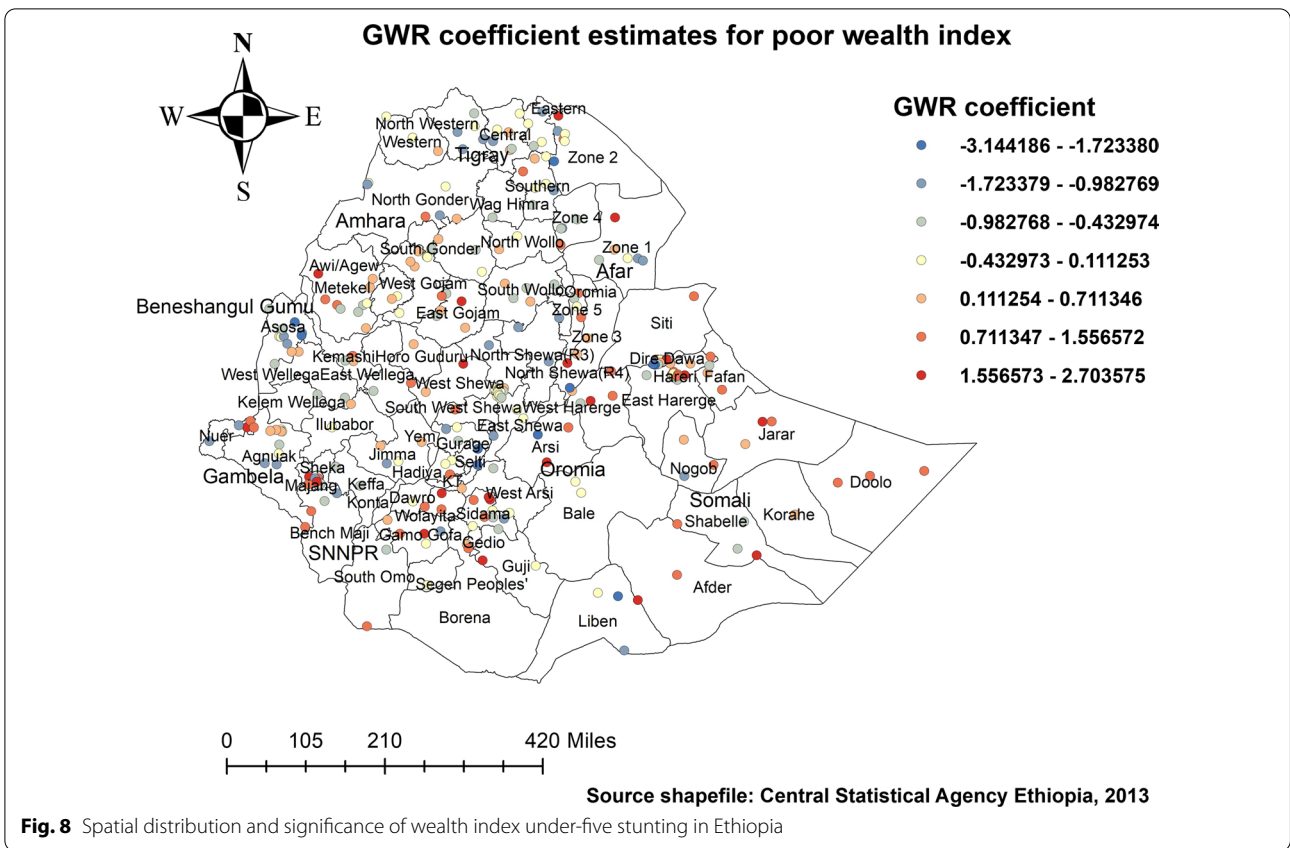 GWR coefficient estimates for poor wealth index
N
W
E
S
GWR coefficient
-3.144186 - -1.723380
-1.723379 - -0.982769
-0.982768 - -0.432974
-0.432973 - 0.111253
0.111254 - 0.711346
0.711347 - 1.556572
1.556573 - 2.703575
Eastern
North Western
Central
Western
Tigray
Zone 2
Southern
North Gonder
Wag Himra
Amhara
Zone 4
South Gonder
North Wollo
Zone 1
Awi/Agew
Afar
Metekel
West Gojam
South Wollo
Oromia
Beneshangul Gumu
East Gojam
Zone 5
Siti
Asosa
Zone 3
Kemashi
Horo Guduru
North Shewa(R3)
Dire Dawa
West Wellega
East Wellega
West Shewa
North Shewa(R4)
Hareri
Fafan
Kelem Wellega
South West Shewa
West Harerge
East Harerge
Ilubabor
East Shewa
Nuer
Yem
Gurage
Arsi
Jarar
Agnuak
Jimma
Selti
Gambela
Sheka
Hadiya
Oromia
Nogob
Majang
Keffa
KT
Doolo
Konta
Dawro
West Arsi
Somali
Wolayita
Sidama
Bale
Shabelle
Korahe
Bench Maji
Gamo Gofa
Gedio
SNNPR
Guji
South Omo
Segen Peoples'
Afder
Borena
Liben
0 105 210 420 Miles
Source shapefile: Central Statistical Agency Ethiopia, 2013
Fig. 8 Spatial distribution and significance of wealth index under-five stunting in Ethiopia